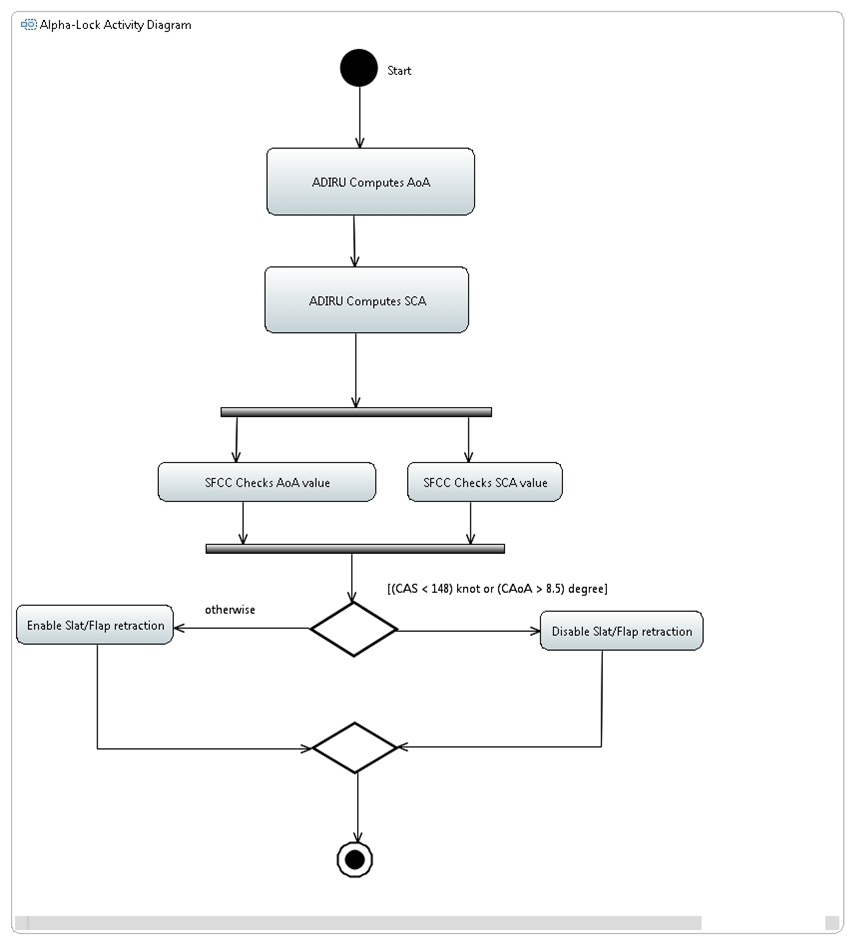 Alpha-Lock Activity Diagram
Start
ADIRU Computes AoA
ADIRU Computes SCA
SFCC Checks AoA value
SFCC Checks SCA value
[(CAS < 148) knot or (CAoA > 8.5) degree]
otherwise
Enable Slat/Flap retraction
Disable Slat/Flap retraction